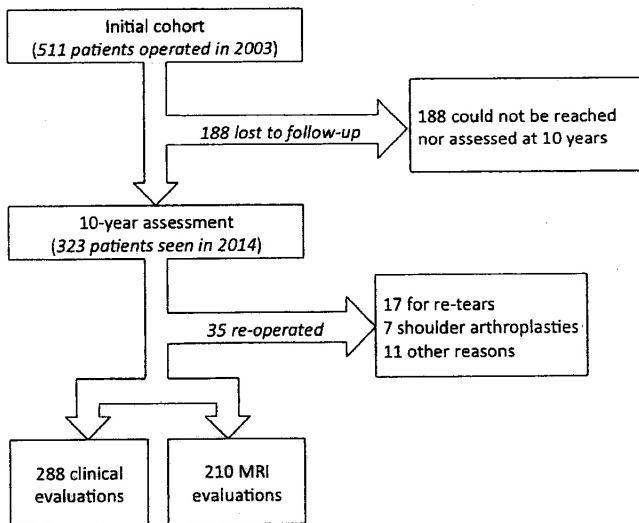 Initial cohort
(511 patients operated in 2003)
188 lost to follow-up
188 could not be reached
nor assessed at 10 years
10-year assessment
(323 patients seen in 2014)
35 re-operated
17 for re-tears
7 shoulder arthroplasties
11 other reasons
288 clinical
evaluations
210 MRI
evaluations